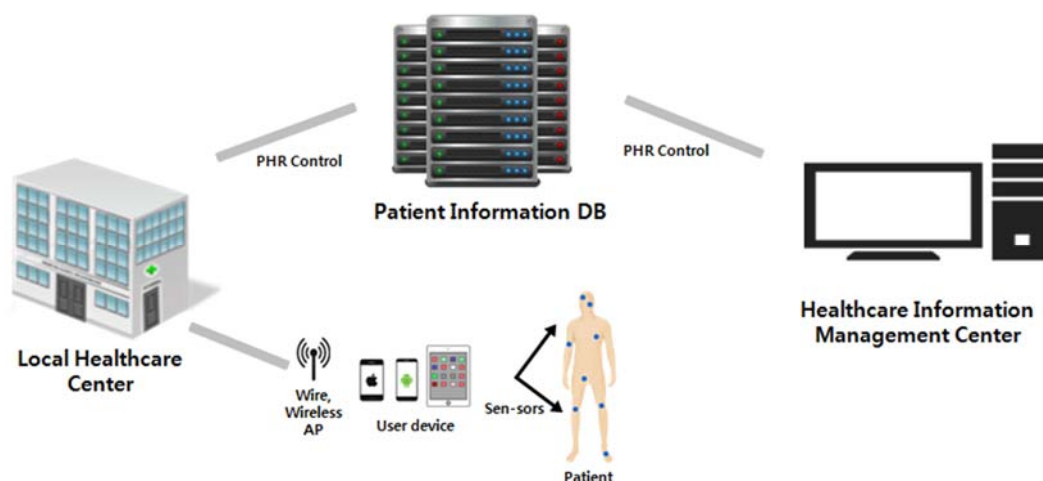 PHR Control
PHR Control
Patient Information DB
Healthcare Information
Management Center
Local Healthcare
Center
Wire,
Wireless
AP
User device
Sen-sors
Patient